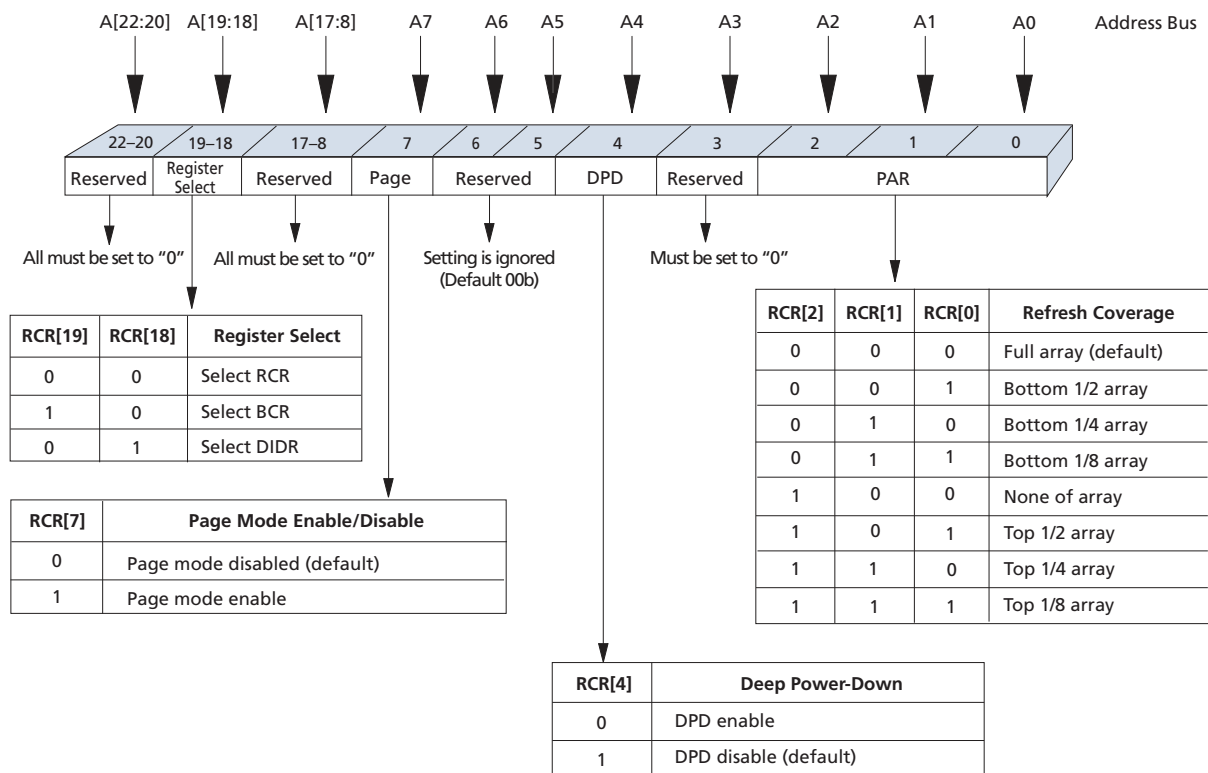 A[22:20] A[19:18] A[17:8] A7 A6 A5 A4 A3 A2 A1 A0 Address Bus
22–20 19–18 17–8 7 6 5 4 3 2 1 0
Reserved Register Select Reserved Page Reserved DPD Reserved PAR
All must be set to “0” All must be set to “0” Setting is ignored (Default 00b) Must be set to “0”
RCR[19] RCR[18] Register Select
0 0 Select RCR
1 0 Select BCR
0 1 Select DIDR
RCR[2] RCR[1] RCR[0] Refresh Coverage
0 0 0 Full array (default)
0 0 1 Bottom 1/2 array
0 1 0 Bottom 1/4 array
0 1 1 Bottom 1/8 array
1 0 0 None of array
1 0 1 Top 1/2 array
1 1 0 Top 1/4 array
1 1 1 Top 1/8 array
RCR[7] Page Mode Enable/Disable
0 Page mode disabled (default)
1 Page mode enable
RCR[4] Deep Power-Down
0 DPD enable
1 DPD disable (default)